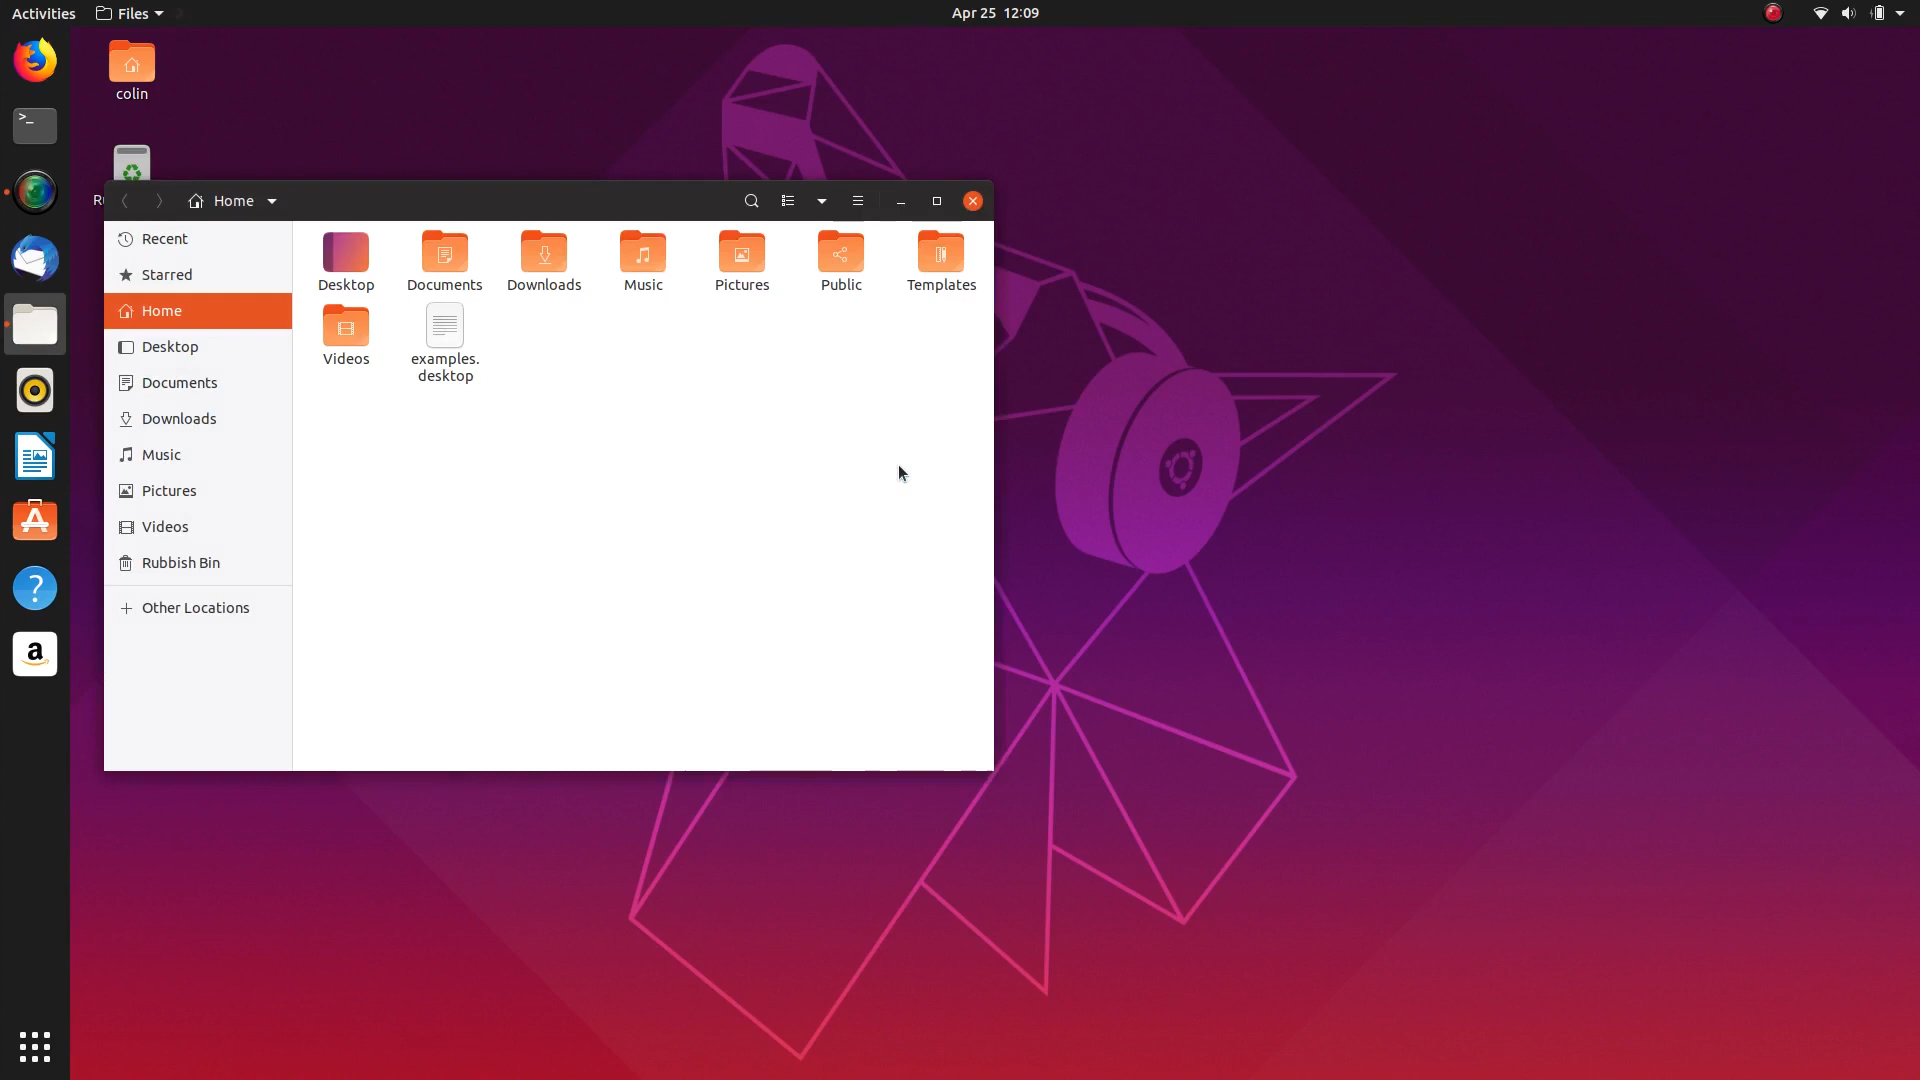 Activities
Files
Apr 25 12:09
colin
Home
Recent
Starred
Home
Desktop
Documents
Downloads
Music
Pictures
Videos
Rubbish Bin
Other Locations
Desktop
Documents
Downloads
Music
Pictures
Public
Templates
Videos
examples.
desktop
>_
?
a